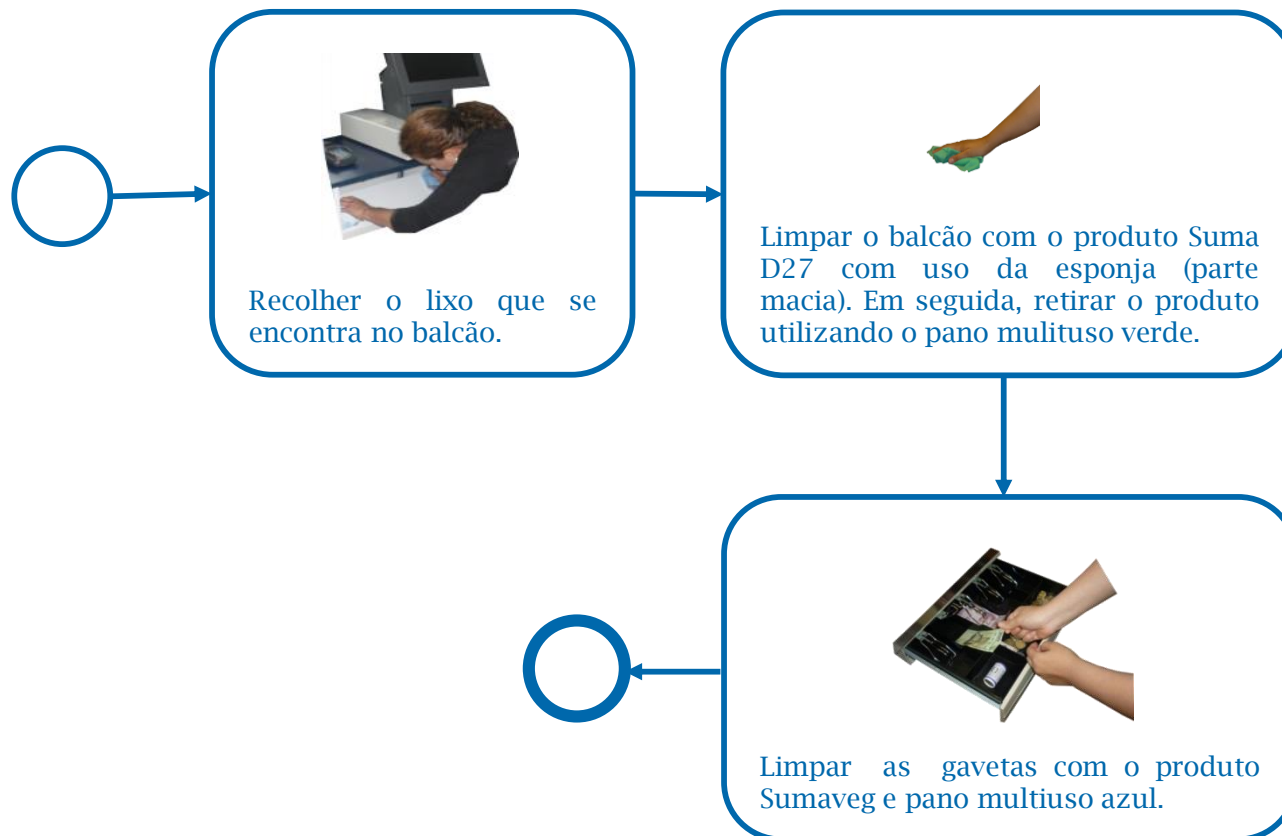 Recolher o lixo que se
encontra no balcão.
Limpar o balcão com o produto Suma
D27 com uso da esponja (parte
macia). Em seguida, retirar o produto
utilizando o pano mulituso verde.
Limpar as gavetas com o produto
Sumaveg e pano multiuso azul.